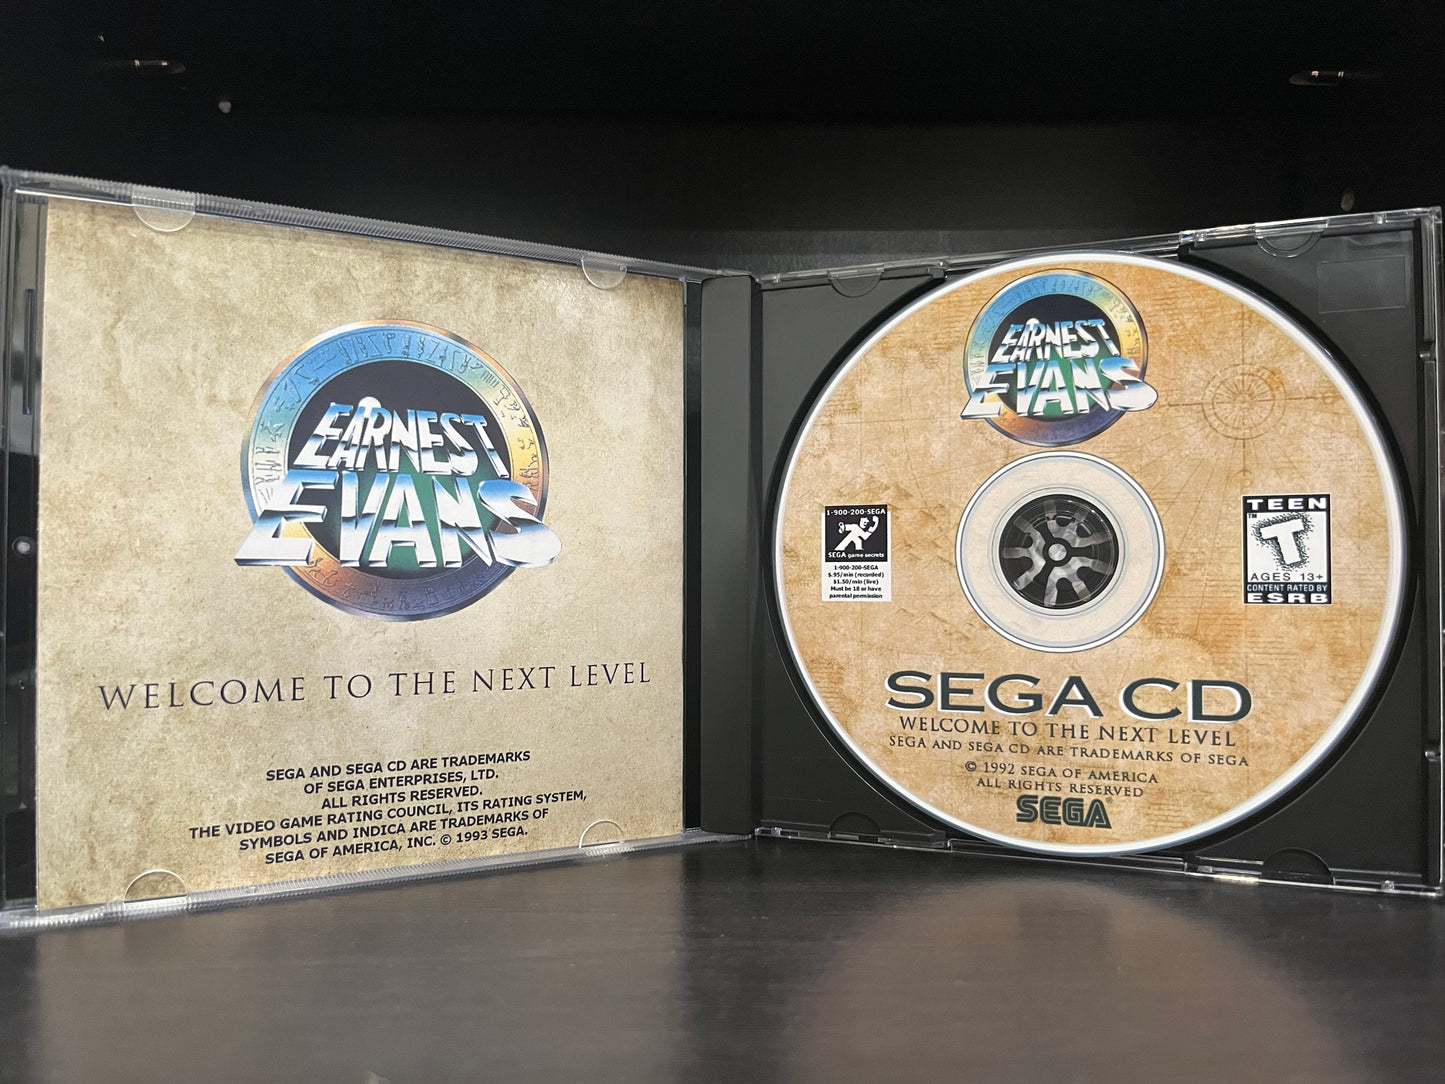 EARNEST
EVANS
WELCOME TO THE NEXT LEVEL
SEGA AND SEGA CD ARE TRADEMARKS
OF SEGA ENTERPRISES, LTD.
ALL RIGHTS RESERVED.
THE VIDEO GAME RATING COUNCIL, ITS RATING SYSTEM,
SYMBOLS AND INDICA ARE TRADEMARKS OF
SEGA OF AMERICA, INC. © 1993 SEGA.
EARNEST
EVANS
1-900-200-SEGA
SEGA game secrets
1-900-200-SEGA
$.95/min (recorded)
$1.50/min (live)
Must be 18 or have
parental permission
TEEN
T
™
AGES 13+
CONTENT RATED BY
ESRB
SEGA CD
WELCOME TO THE NEXT LEVEL
SEGA AND SEGA CD ARE TRADEMARKS OF SEGA
© 1992 SEGA OF AMERICA
ALL RIGHTS RESERVED
SEGA®